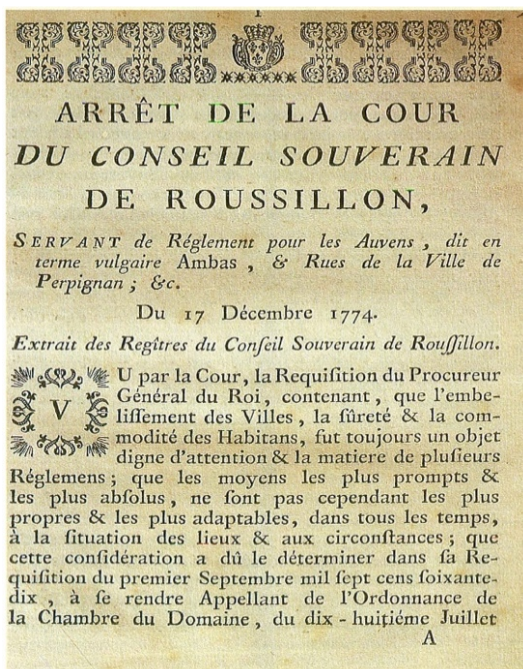 I
ARRÊT DE LA COUR
DU CONSEIL SOUVERAIN
DE ROUSSILLON,
SERVANT de Réglement pour les Auvens, dit en
terme vulgaire Ambas, & Rues de la Ville de
Perpignan; &c.
Du 17 Décembre 1774.
Extrait des Regîtres du Conſeil Souverain de Rouſſillon.
VU par la Cour, la Requiſition du Procureur
Général du Roi, contenant, que l'embe-
liſſement des Villes, la ſûreté & la com-
modité des Habitans, fut toujours un objet
digne d'attention & la matiere de pluſieurs
Réglemens; que les moyens les plus prompts &
les plus abſolus, ne ſont pas cependant les plus
propres & les plus adaptables, dans tous les temps,
à la ſituation des lieux & aux circonſtances; que
cette conſidération a dû le déterminer dans ſa Re-
quiſition du premier Septembre mil ſept cens ſoixante-
dix, à ſe rendre Appellant de l'Ordonnance de
la Chambre du Domaine, du dix-huitiéme Juillet
A